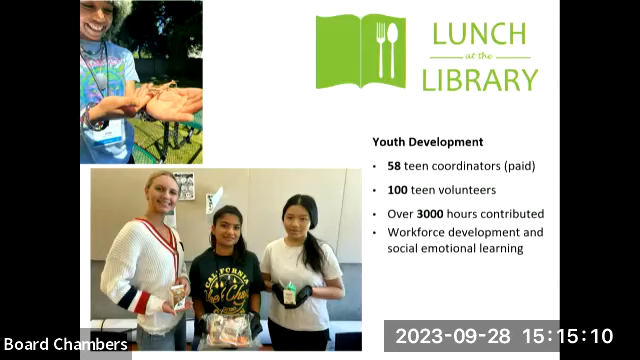 LUNCH
at the
LIBRARY
Youth Development
• 58 teen coordinators (paid)
• 100 teen volunteers
• Over 3000 hours contributed
• Workforce development and
social emotional learning
CALIFORNIA
Board Chambers
2023-09-28 15:15:10